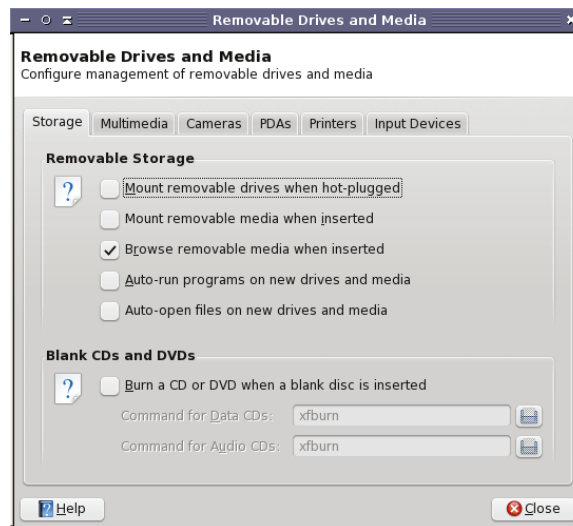 Removable Drives and Media
Removable Drives and Media
Configure management of removable drives and media
Storage Multimedia Cameras PDAs Printers Input Devices
Removable Storage
Mount removable drives when hot-plugged
Mount removable media when inserted
Browse removable media when inserted
Auto-run programs on new drives and media
Auto-open files on new drives and media
Blank CDs and DVDs
Burn a CD or DVD when a blank disc is inserted
Command for Data CDs: xfburn
Command for Audio CDs: xfburn
Help Close